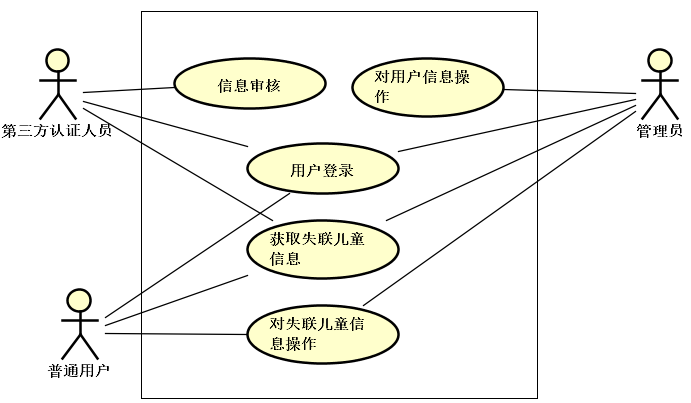 信息审核
对用户信息操
作
第三方认证人员
管理员
用户登录
获取失联儿童
信息
对失联儿童信
息操作
普通用户